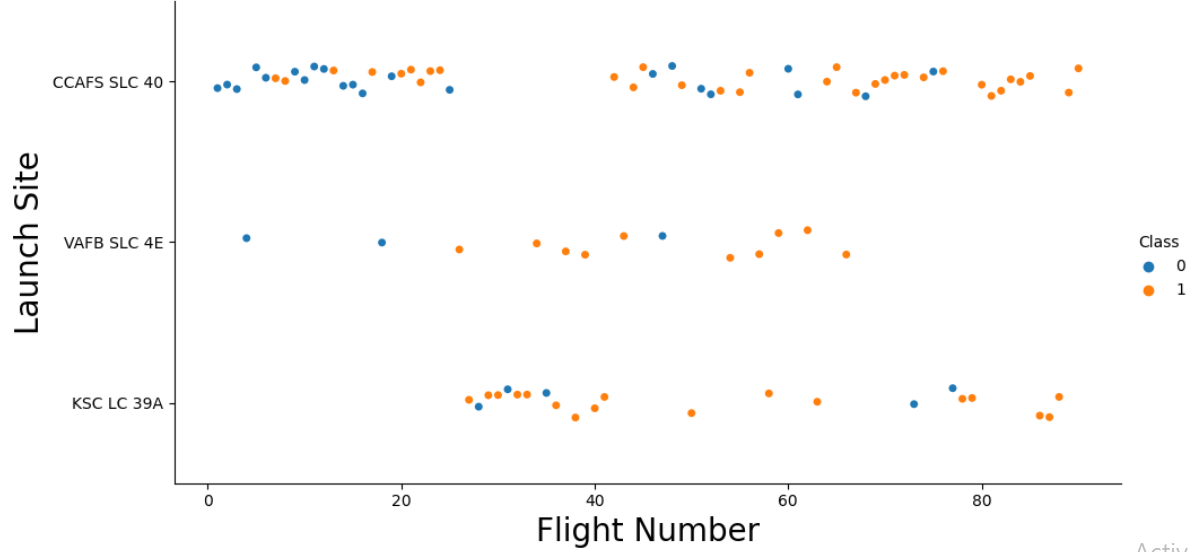 CCAFS SLC 40
VAFB SLC 4E
KSC LC 39A
Launch Site
0 20 40 60 80
Flight Number
Class
0
1
Activ